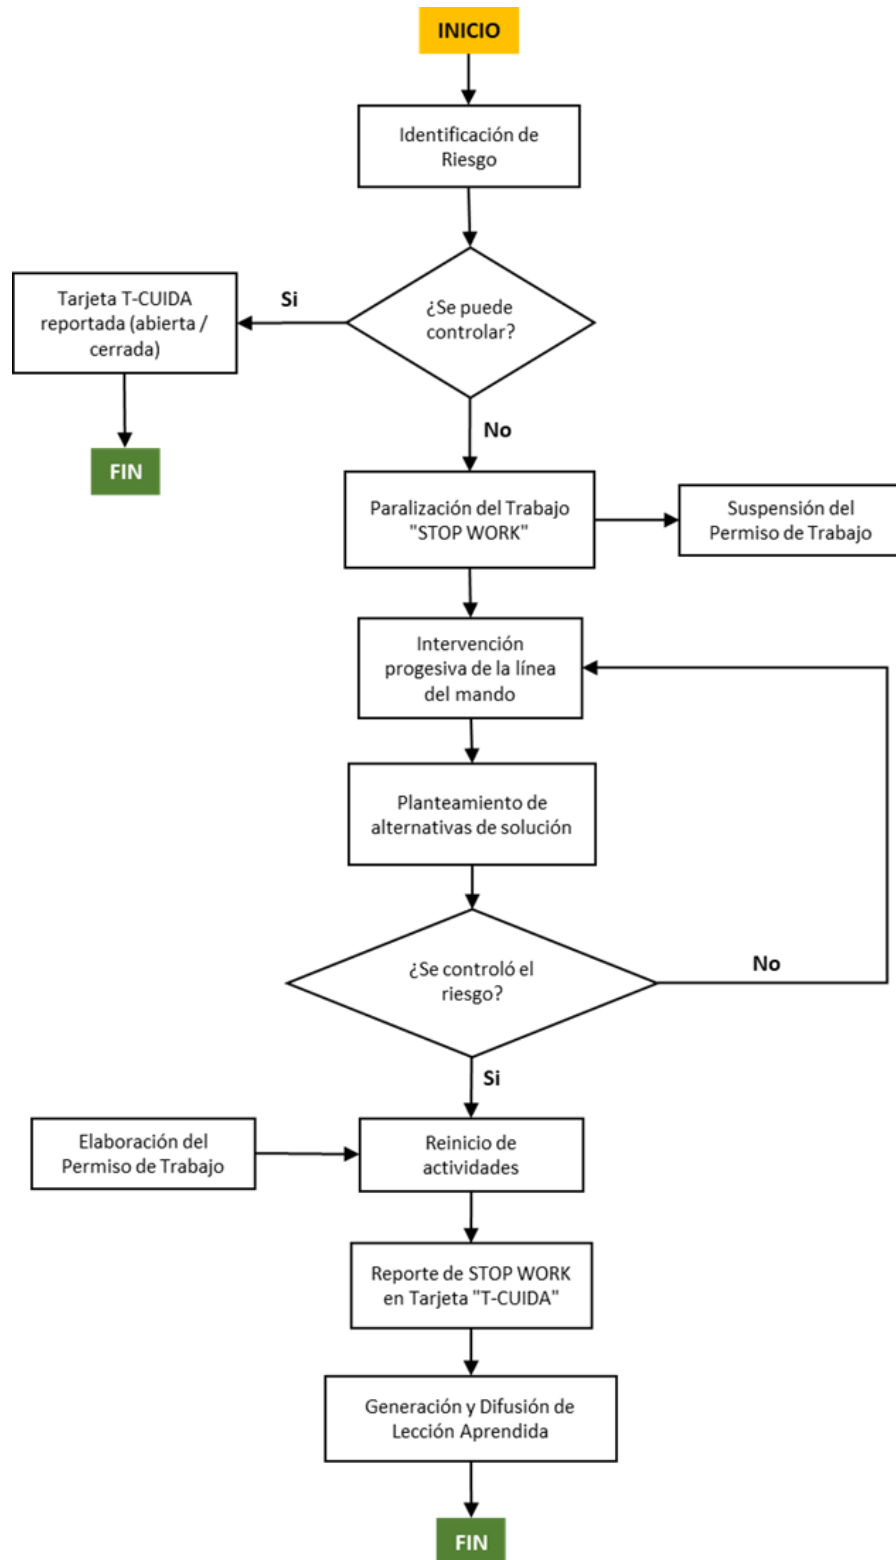 INICIO
Identificación de
Riesgo
¿Se puede
controlar?
Si
Tarjeta T-CUIDA
reportada (abierta /
cerrada)
FIN
No
Paralización del Trabajo
"STOP WORK"
Suspensión del
Permiso de Trabajo
Intervención
progesiva de la línea
del mando
Planteamiento de
alternativas de solución
¿Se controló el
riesgo?
No
Si
Elaboración del
Permiso de Trabajo
Reinicio de
actividades
Reporte de STOP WORK
en Tarjeta "T-CUIDA"
Generación y Difusión de
Lección Aprendida
FIN